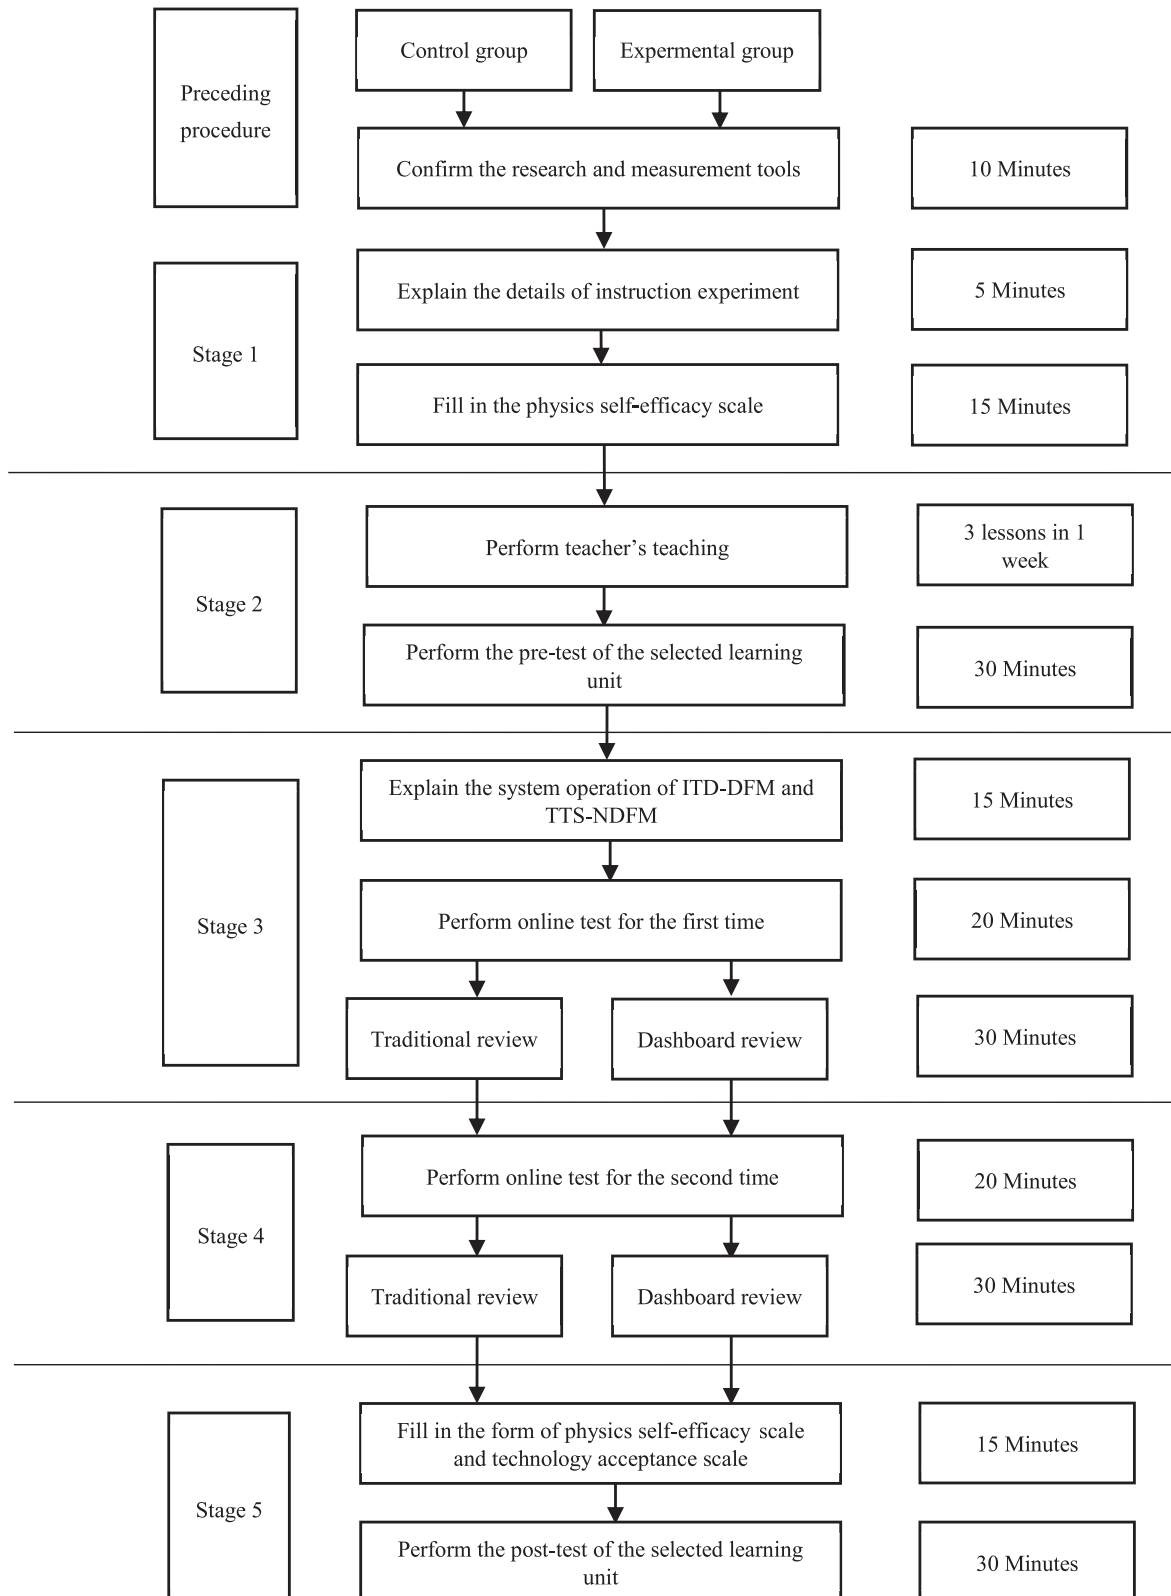 Control group
Expermental group
Preceding
procedure
Confirm the research and measurement tools
10 Minutes
Explain the details of instruction experiment
5 Minutes
Stage 1
Fill in the physics self-efficacy scale
15 Minutes
Perform teacher's teaching
3 lessons in 1
week
Stage 2
Perform the pre-test of the selected learning
unit
30 Minutes
Explain the system operation of ITD-DFM and
TTS-NDFM
15 Minutes
Stage 3
Perform online test for the first time
20 Minutes
Traditional review
Dashboard review
30 Minutes
Perform online test for the second time
20 Minutes
Stage 4
Traditional review
Dashboard review
30 Minutes
Fill in the form of physics self-efficacy scale
and technology acceptance scale
15 Minutes
Stage 5
Perform the post-test of the selected learning
unit
30 Minutes